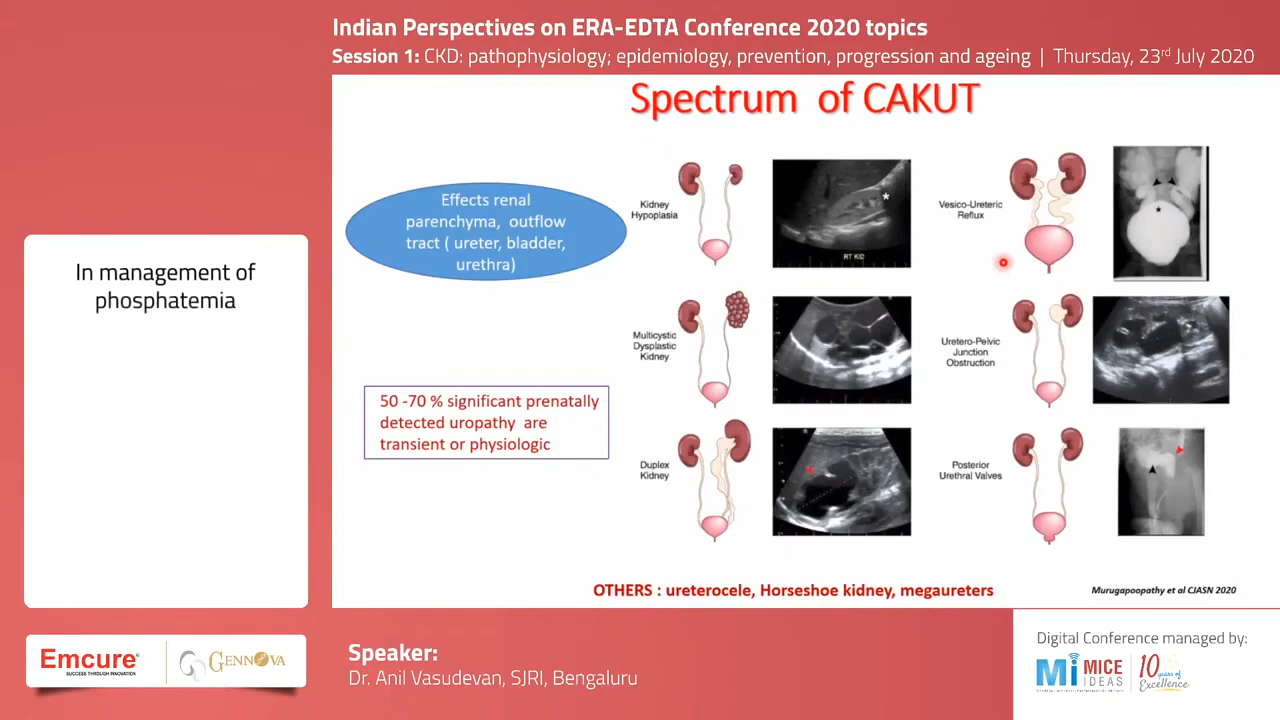 Indian Perspectives on ERA-EDTA Conference 2020 topics
Session 1: CKD: pathophysiology; epidemiology, prevention, progression and ageing | Thursday, 23rd July 2020
Spectrum of CAKUT
Effects renal
parenchyma, outflow
tract ( ureter, bladder,
urethra)
50 -70 % significant prenatally
detected uropathy are
transient or physiologic
Kidney
Hypoplasia
RT KID
Multicystic
Dysplastic
Kidney
Duplex
Kidney
Vesico-Ureteric
Reflux
Uretero-Pelvic
Junction
Obstruction
Posterior
Urethral Valves
OTHERS : ureterocele, Horseshoe kidney, megaureters
Murugapoopathy et al CJASN 2020
In management of
phosphatemia
Emcure®
SUCCESS THROUGH INNOVATION
GENNOVA
Speaker:
Dr. Anil Vasudevan, SJRI, Bengaluru
Digital Conference managed by:
Mi MICE
IDEAS
10 years of
Excellence